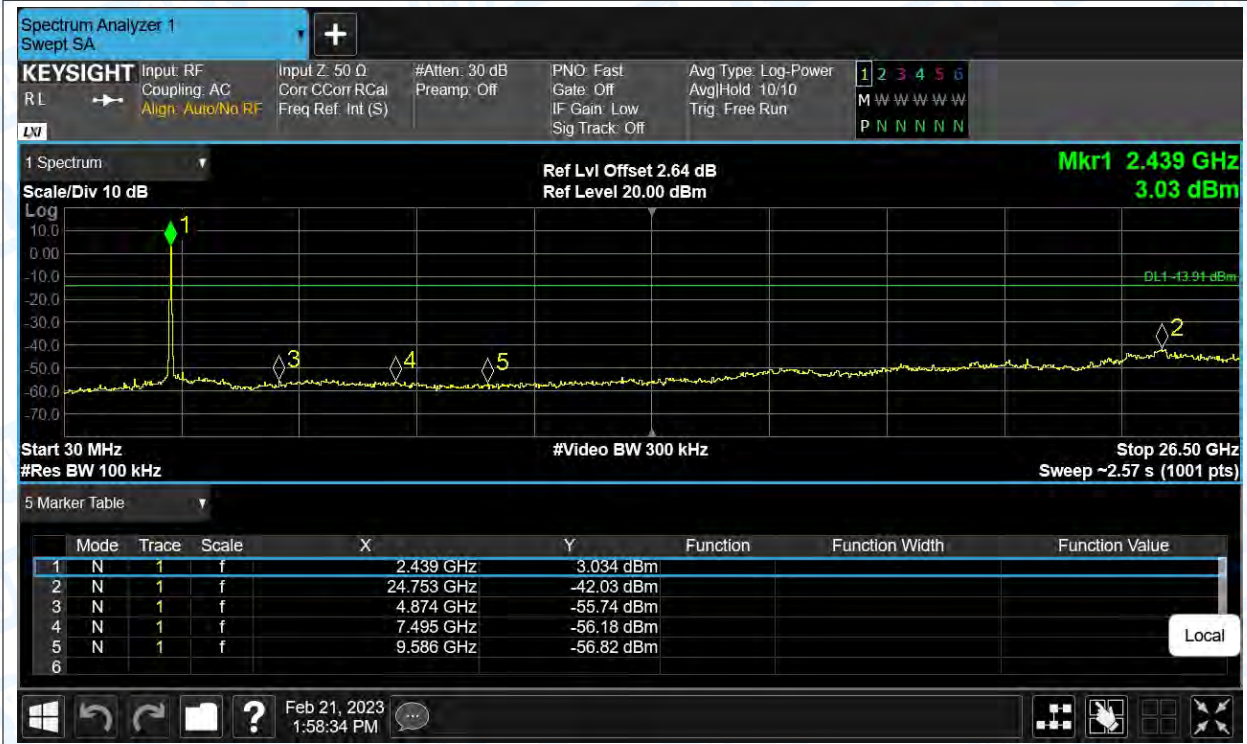 Spectrum Analyzer 1
Swept SA
+
KEYSIGHT
RL
LXI
Input: RF
Coupling: AC
Align: Auto/No RF
Input Z: 50 Ω
Corr CCorr RCal
Freq Ref: Int (S)
#Atten: 30 dB
Preamp: Off
PNO: Fast
Gate: Off
IF Gain: Low
Sig Track: Off
Avg Type: Log-Power
Avg|Hold: 10/10
Trig: Free Run
1 2 3 4 5 6
M W W W W W
P N N N N N
1 Spectrum
Scale/Div 10 dB
Ref Lvl Offset 2.64 dB
Ref Level 20.00 dBm
Mkr1 2.439 GHz
3.03 dBm
Log
10.0
0.00
-10.0
-20.0
-30.0
-40.0
-50.0
-60.0
-70.0
1
DL1 -13.91 dBm
2
3
4
5
Start 30 MHz
#Video BW 300 kHz
Stop 26.50 GHz
#Res BW 100 kHz
Sweep ~2.57 s (1001 pts)
5 Marker Table
Mode Trace Scale X Y Function Function Width Function Value
1 N 1 f 2.439 GHz 3.034 dBm
2 N 1 f 24.753 GHz -42.03 dBm
3 N 1 f 4.874 GHz -55.74 dBm
4 N 1 f 7.495 GHz -56.18 dBm
5 N 1 f 9.586 GHz -56.82 dBm
6
Local
?
Feb 21, 2023
1:58:34 PM